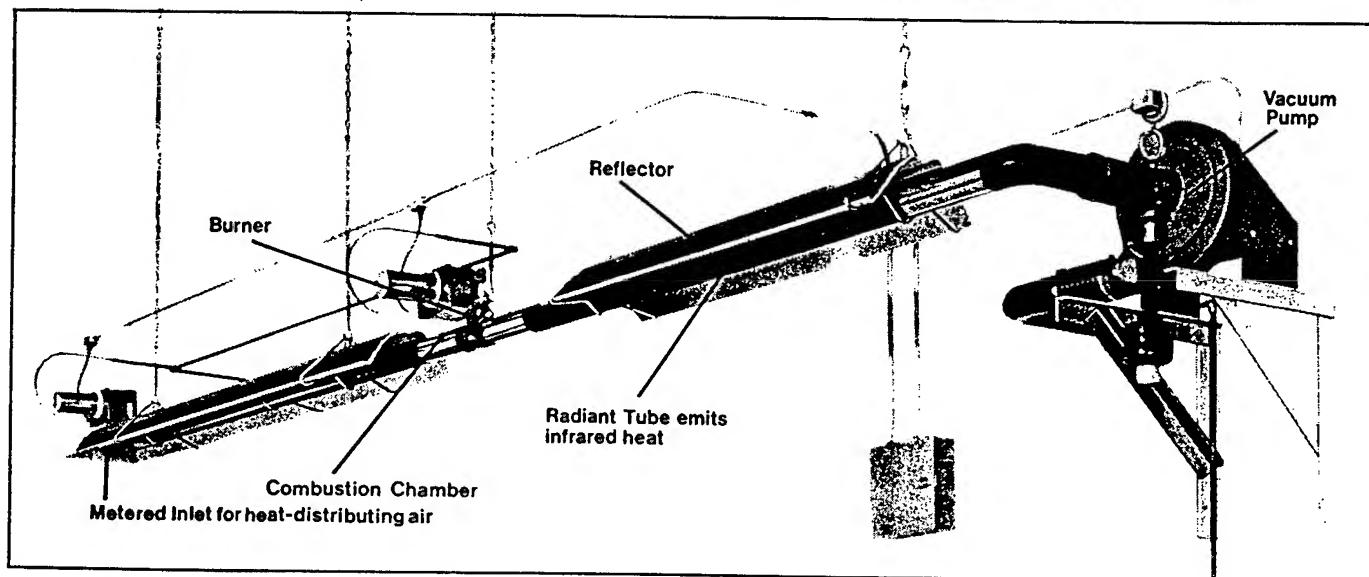 Vacuum
Pump
Reflector
Burner
Radiant Tube emits
infrared heat
Combustion Chamber
Metered Inlet for heat-distributing air